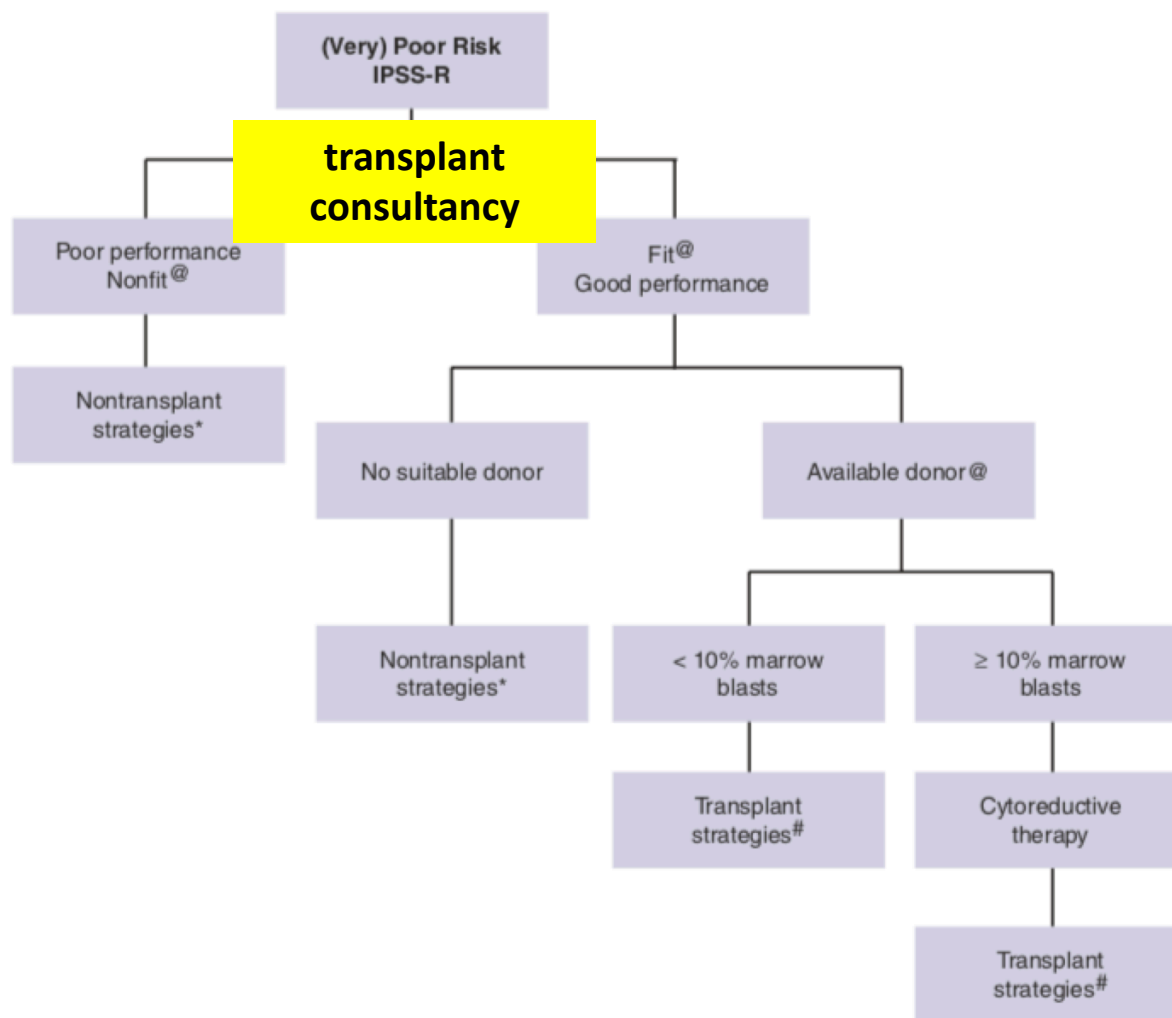 (Very) Poor Risk
IPSS-R
transplant
consultancy
Poor performance
Nonfit@
Fit@
Good performance
Nontransplant
strategies*
No suitable donor
Available donor@
Nontransplant
strategies*
< 10% marrow
blasts
≥ 10% marrow
blasts
Transplant
strategies#
Cytoreductive
therapy
Transplant
strategies#